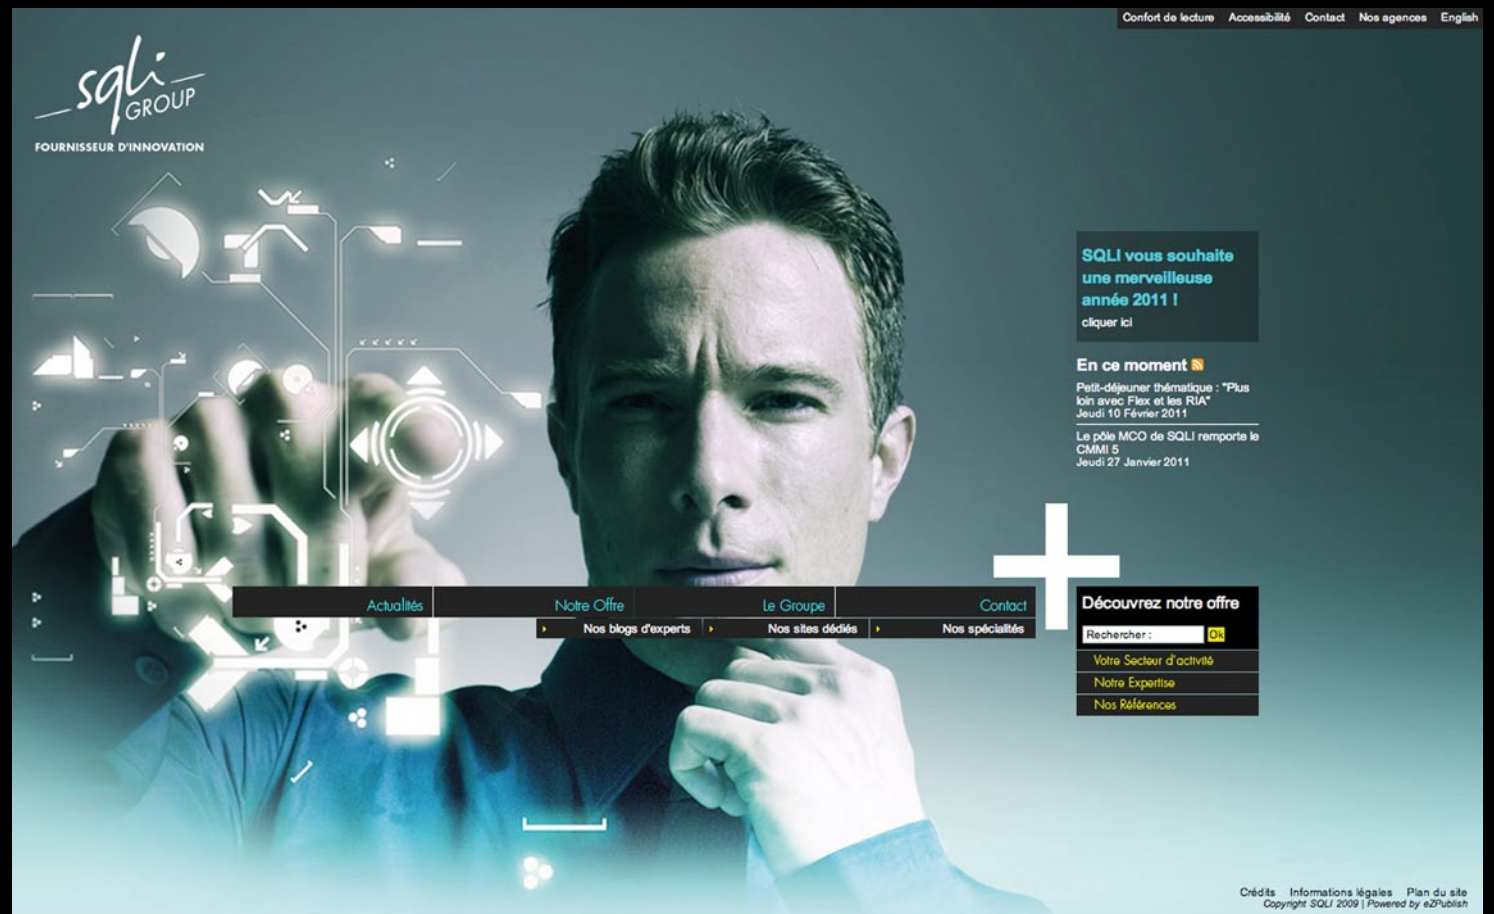 Confort de lecture Accessibilité Contact Nos agences English
sqli
GROUP
FOURNISSEUR D'INNOVATION
SQLI vous souhaite
une merveilleuse
année 2011 !
cliquer ici
En ce moment
Petit-déjeuner thématique : "Plus
loin avec Flex et les RIA"
Jeudi 10 Février 2011
Le pôle MCO de SQLI remporte le
CMMI 5
Jeudi 27 Janvier 2011
Actualités Notre Offre Le Groupe Contact
Nos blogs d'experts Nos sites dédiés Nos spécialités
Découvrez notre offre
Rechercher : Ok
Votre Secteur d'activité
Notre Expertise
Nos Références
Crédits Informations légales Plan du site
Copyright SQLI 2009 | Powered by eZPublish